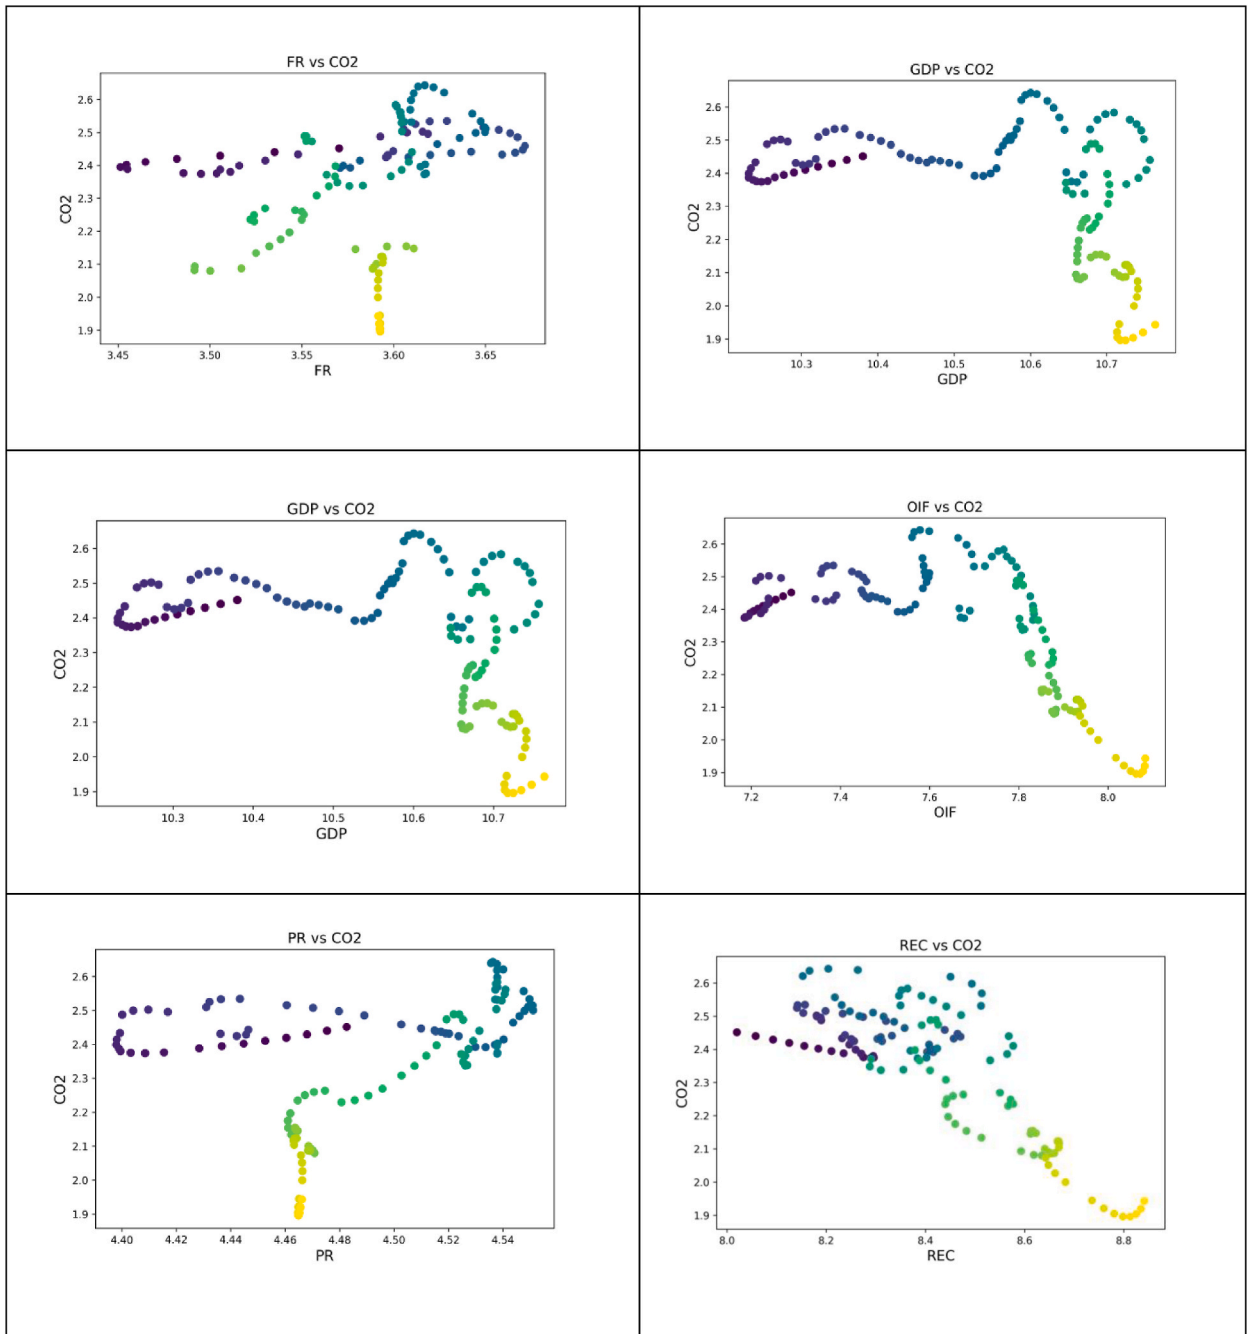 FR vs CO2
2.6
2.5
2.4
2.3
2.2
2.1
2.0
1.9
CO2
3.45 3.50 3.55 3.60 3.65
FR
GDP vs CO2
2.6
2.5
2.4
2.3
2.2
2.1
2.0
1.9
CO2
10.3 10.4 10.5 10.6 10.7
GDP
GDP vs CO2
2.6
2.5
2.4
2.3
2.2
2.1
2.0
1.9
CO2
10.3 10.4 10.5 10.6 10.7
GDP
OIF vs CO2
2.6
2.5
2.4
2.3
2.2
2.1
2.0
1.9
CO2
7.2 7.4 7.6 7.8 8.0
OIF
PR vs CO2
2.6
2.5
2.4
2.3
2.2
2.1
2.0
1.9
CO2
4.40 4.42 4.44 4.46 4.48 4.50 4.52 4.54
PR
REC vs CO2
2.6
2.5
2.4
2.3
2.2
2.1
2.0
1.9
CO2
8.0 8.2 8.4 8.6 8.8
REC